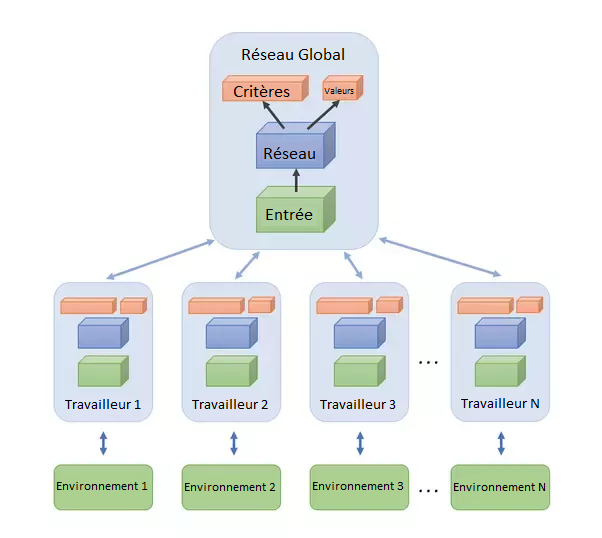 Réseau Global
Critères
Valeurs
Réseau
Entrée
Travailleur 1
Travailleur 2
Travailleur 3
...
Travailleur N
Environnement 1
Environnement 2
Environnement 3
...
Environnement N